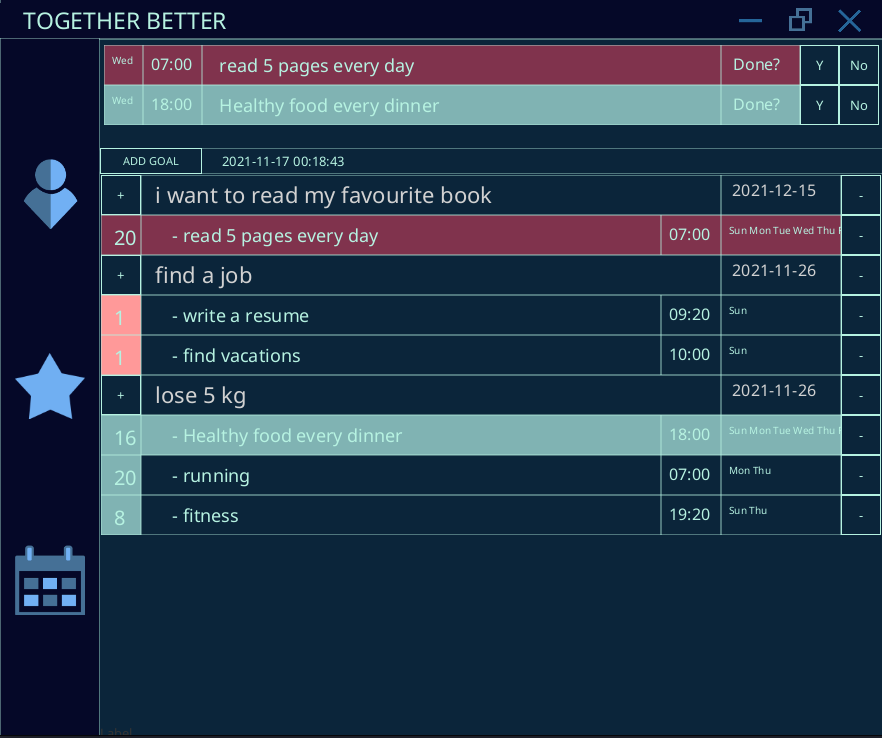 TOGETHER BETTER
Wed 07:00 read 5 pages every day Done? Y No
Wed 18:00 Healthy food every dinner Done? Y No
ADD GOAL 2021-11-17 00:18:43
+ i want to read my favourite book 2021-12-15 -
20 - read 5 pages every day 07:00 Sun Mon Tue Wed Thu F -
+ find a job 2021-11-26 -
1 - write a resume 09:20 Sun -
1 - find vacations 10:00 Sun -
+ lose 5 kg 2021-11-26 -
16 - Healthy food every dinner 18:00 Sun Mon Tue Wed Thu F -
20 - running 07:00 Mon Thu -
8 - fitness 19:20 Sun Thu -
Label